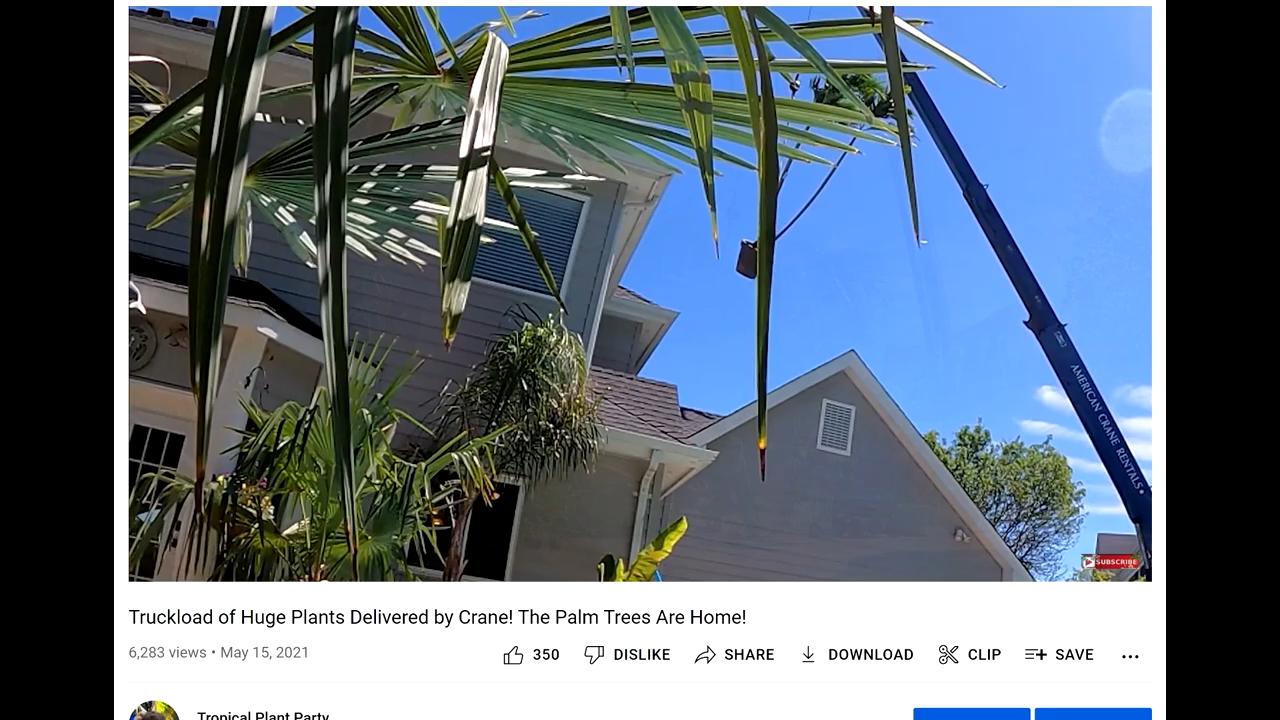 AMERICAN CRANE RENTALS
SUBSCRIBE
Truckload of Huge Plants Delivered by Crane! The Palm Trees Are Home!
6,283 views • May 15, 2021
350 DISLIKE SHARE DOWNLOAD CLIP SAVE ...
Tropical Plant Party